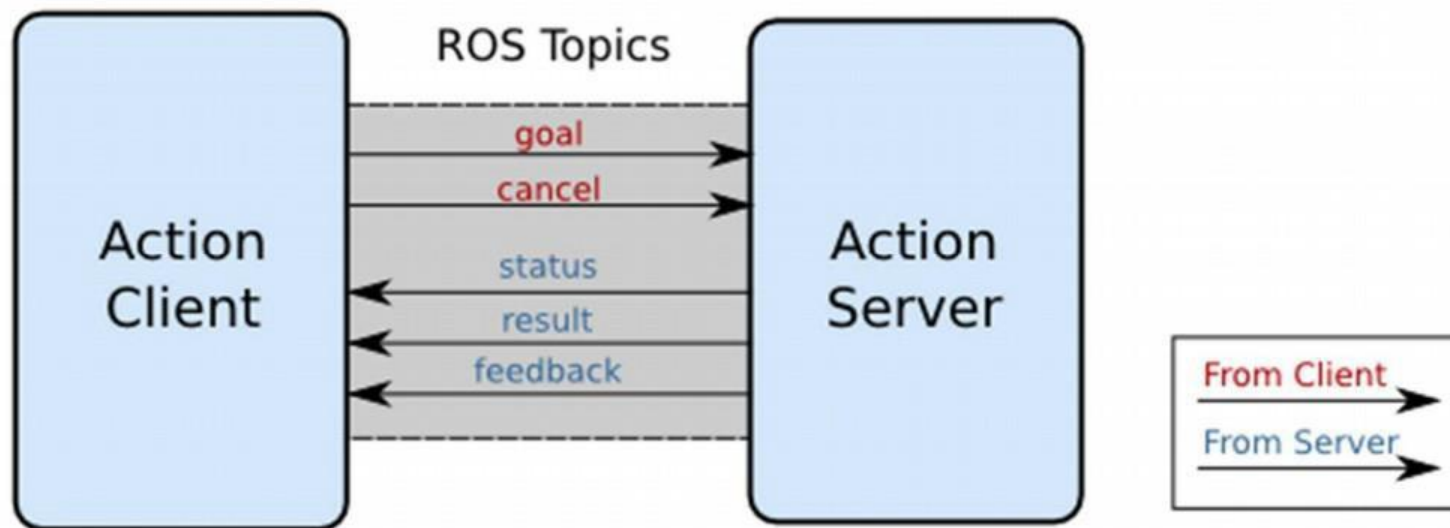 ROS Topics
goal
cancel
status
result
feedback
Action
Client
Action
Server
From Client
From Server